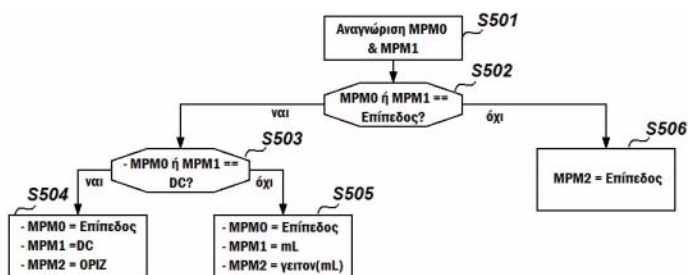 S501
Αναγνώριση MPM0
& MPM1
S502
MPM0 ή MPM1 ==
Επίπεδος?
ναι
όχι
S503
- MPM0 ή MPM1 ==
DC?
S506
MPM2 = Επίπεδος
ναι
όχι
S504
- MPM0 = Επίπεδος
- MPM1 =DC
- MPM2 = ΟΡΙΖ
S505
- MPM0 = Επίπεδος
- MPM1 = mL
- MPM2 = γειτον(mL)